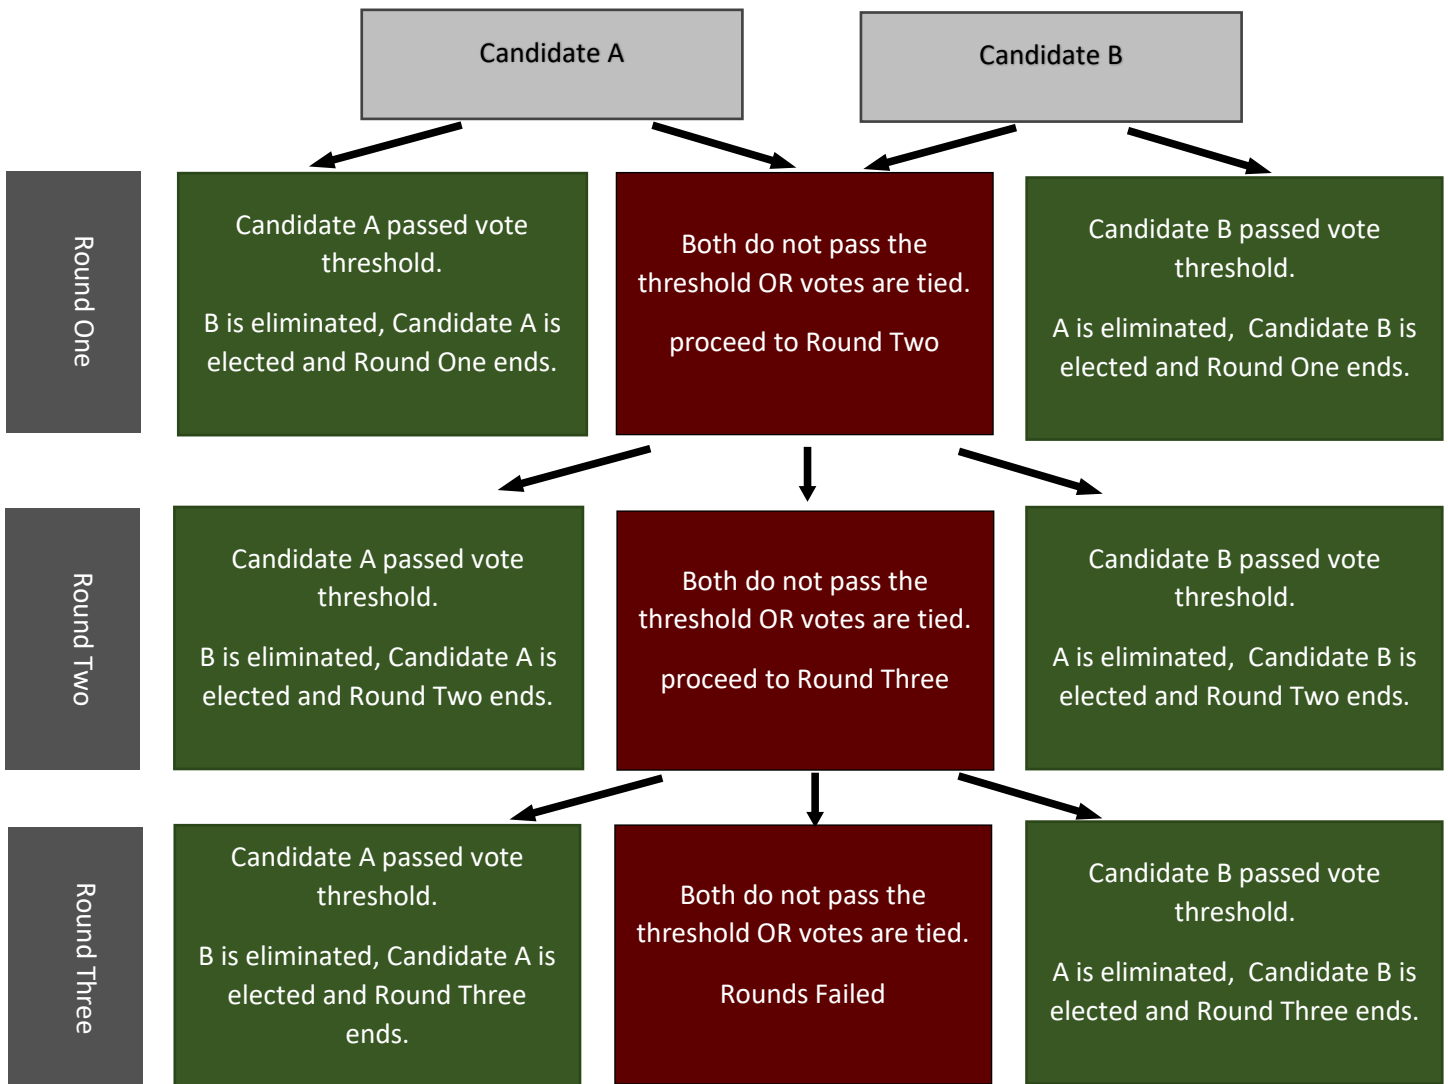 Candidate A
Candidate B
Round One
Candidate A passed vote
threshold.
B is eliminated, Candidate A is
elected and Round One ends.
Both do not pass the
threshold OR votes are tied.
proceed to Round Two
Candidate B passed vote
threshold.
A is eliminated,  Candidate B is
elected and Round One ends.
Round Two
Candidate A passed vote
threshold.
B is eliminated, Candidate A is
elected and Round Two ends.
Both do not pass the
threshold OR votes are tied.
proceed to Round Three
Candidate B passed vote
threshold.
A is eliminated,  Candidate B is
elected and Round Two ends.
Round Three
Candidate A passed vote
threshold.
B is eliminated, Candidate A is
elected and Round Three
ends.
Both do not pass the
threshold OR votes are tied.
Rounds Failed
Candidate B passed vote
threshold.
A is eliminated,  Candidate B is
elected and Round Three ends.